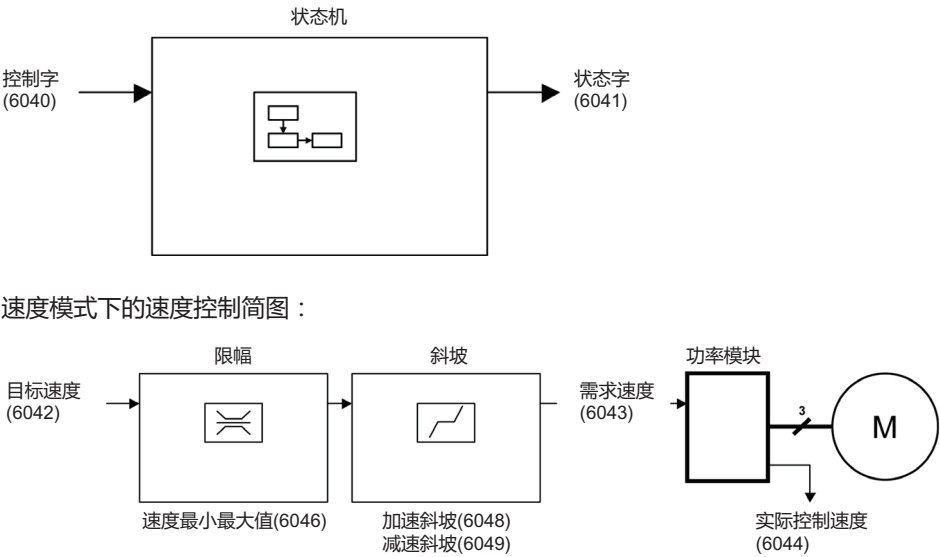 状态机
控制字
(6040)
状态字
(6041)
速度模式下的速度控制简图：
限幅
斜坡
功率模块
目标速度
(6042)
需求速度
(6043)
3
M
速度最小最大值(6046)
加速斜坡(6048)
减速斜坡(6049)
实际控制速度
(6044)